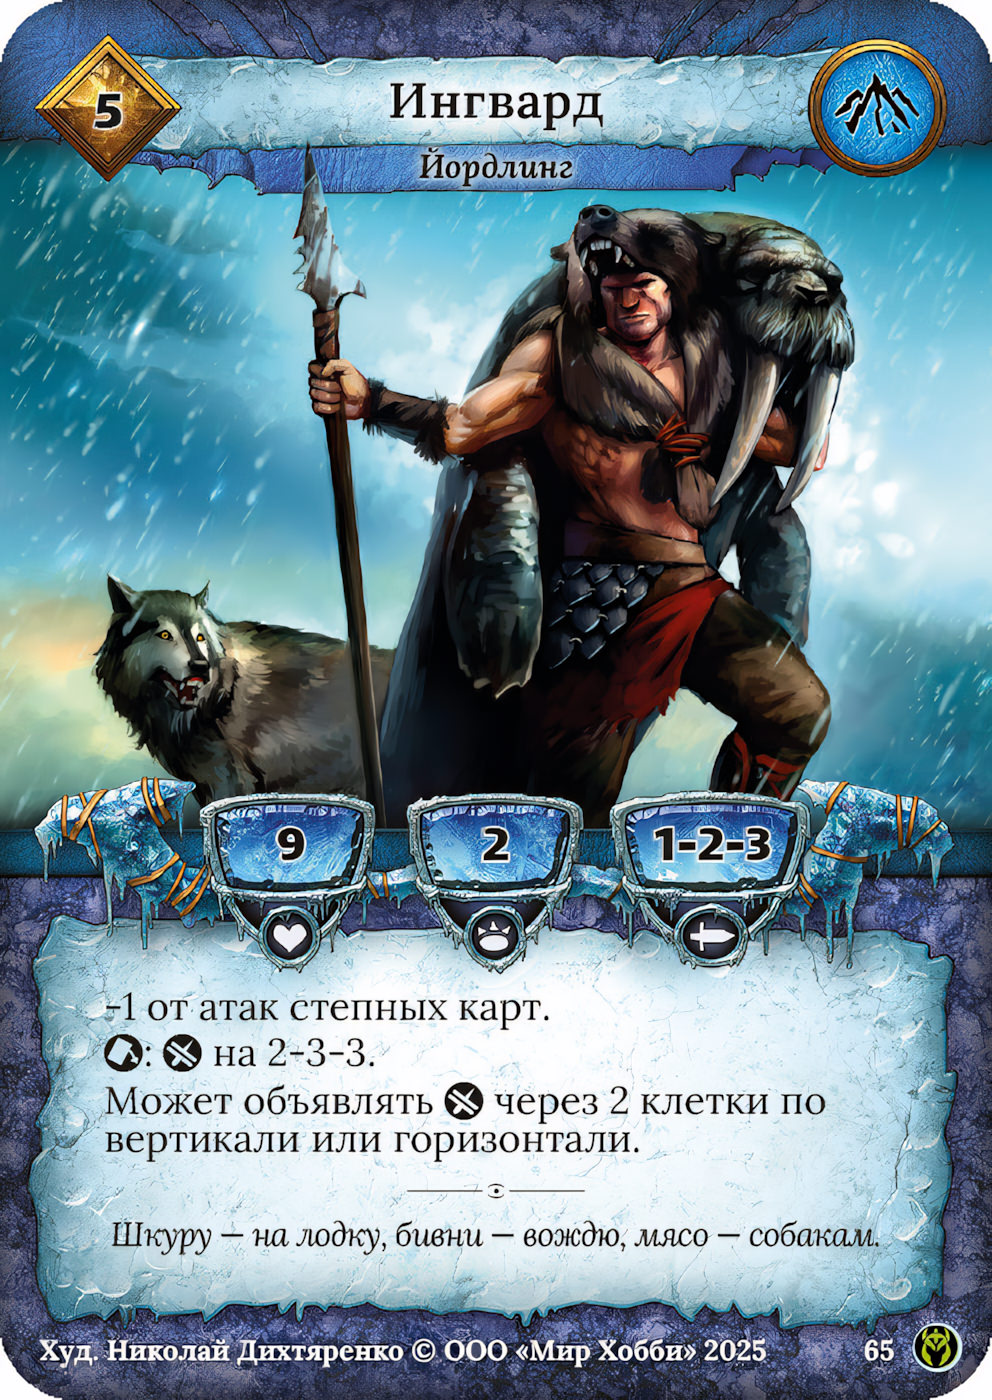 5
Ингвард
Йордлинг
9
2
1-2-3
-1 от атак степных карт.
: на 2-3-3.
Может объявлять через 2 клетки по
вертикали или горизонтали.
Шкуру — на лодку, бивни — вождю, мясо — собакам.
Худ. Николай Дихтяренко © ООО «Мир Хобби» 2025
65